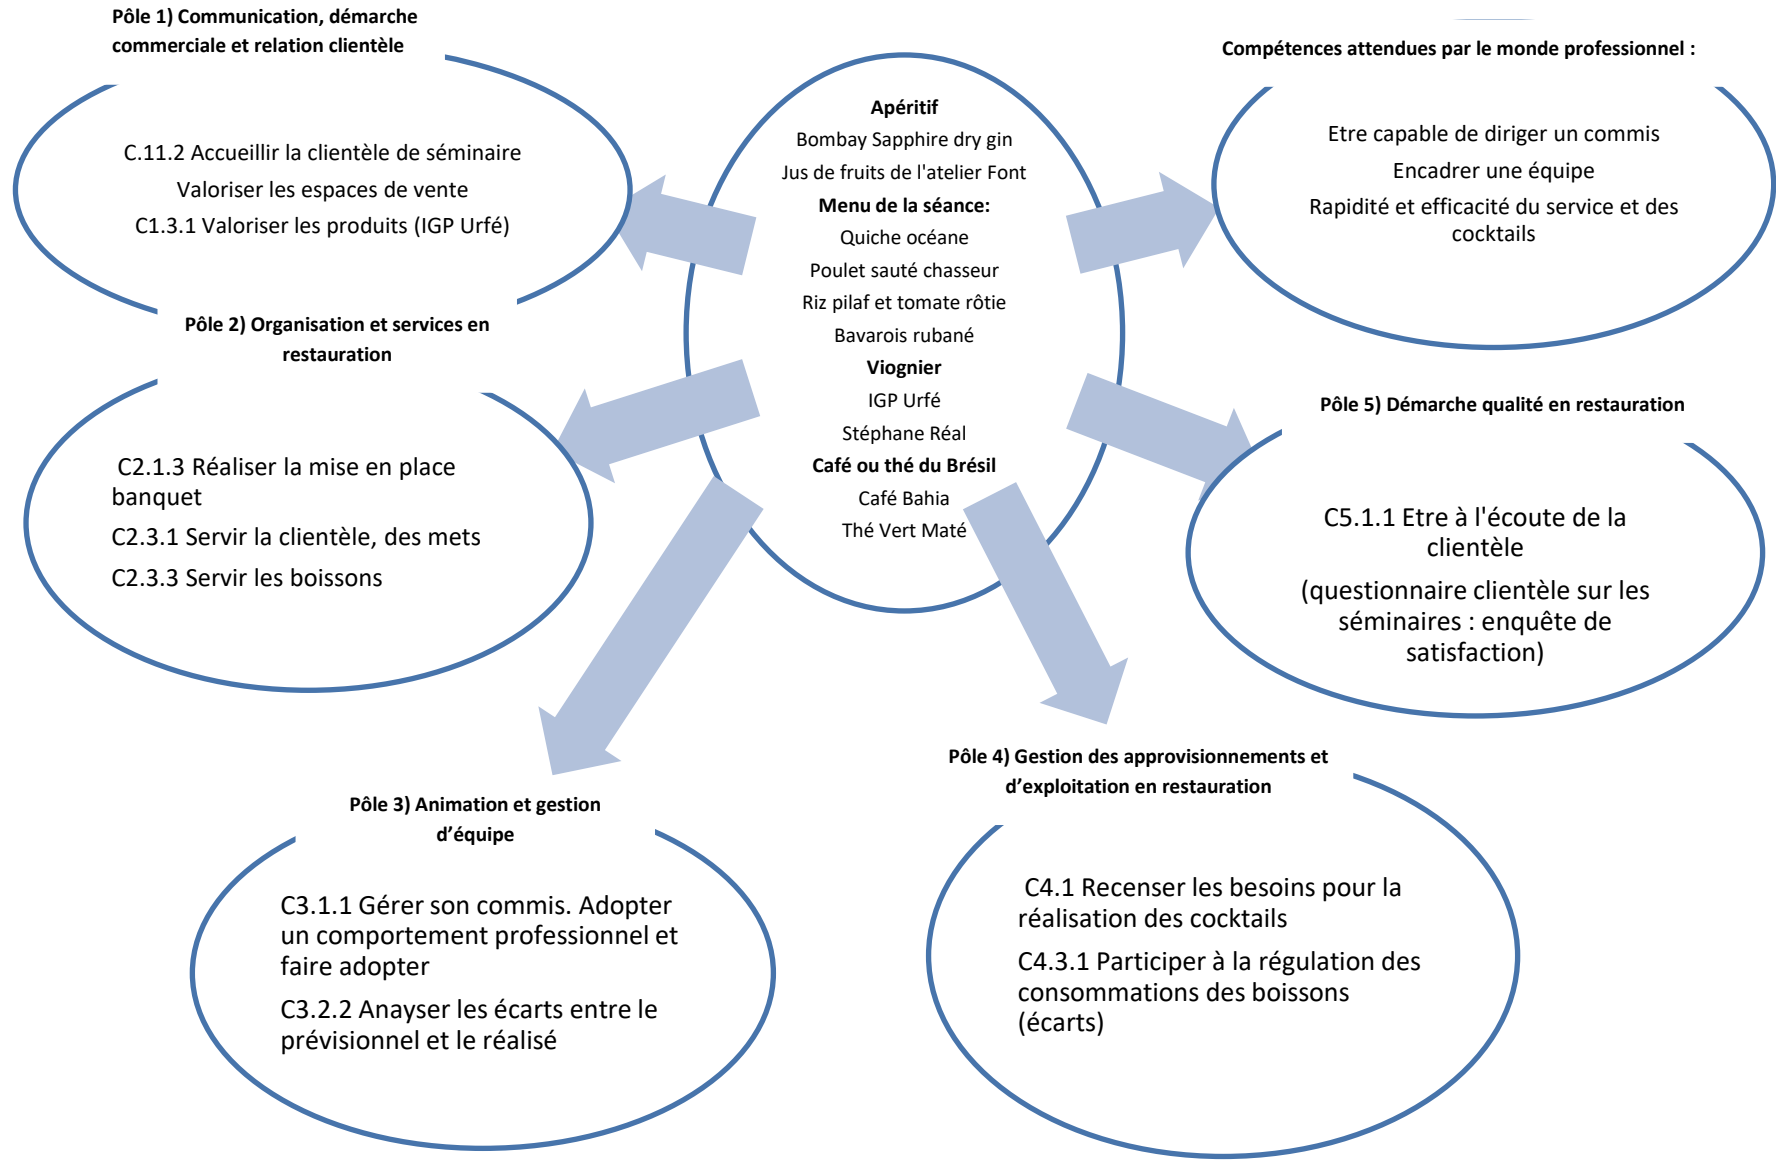 Pôle 1) Communication, démarche
commerciale et relation clientèle
C.11.2 Accueillir la clientèle de séminaire
Valoriser les espaces de vente
C1.3.1 Valoriser les produits (IGP Urfé)
Pôle 2) Organisation et services en
restauration
C2.1.3 Réaliser la mise en place
banquet
C2.3.1 Servir la clientèle, des mets
C2.3.3 Servir les boissons
Pôle 3) Animation et gestion
d’équipe
C3.1.1 Gérer son commis. Adopter
un comportement professionnel et
faire adopter
C3.2.2 Anayser les écarts entre le
prévisionnel et le réalisé
Apéritif
Bombay Sapphire dry gin
Jus de fruits de l'atelier Font
Menu de la séance:
Quiche océane
Poulet sauté chasseur
Riz pilaf et tomate rôtie
Bavarois rubané
Viognier
IGP Urfé
Stéphane Réal
Café ou thé du Brésil
Café Bahia
Thé Vert Maté
Compétences attendues par le monde professionnel :
Etre capable de diriger un commis
Encadrer une équipe
Rapidité et efficacité du service et des
cocktails
Pôle 5) Démarche qualité en restauration
C5.1.1 Etre à l'écoute de la
clientèle
(questionnaire clientèle sur les
séminaires : enquête de
satisfaction)
Pôle 4) Gestion des approvisionnements et
d’exploitation en restauration
C4.1 Recenser les besoins pour la
réalisation des cocktails
C4.3.1 Participer à la régulation des
consommations des boissons
(écarts)